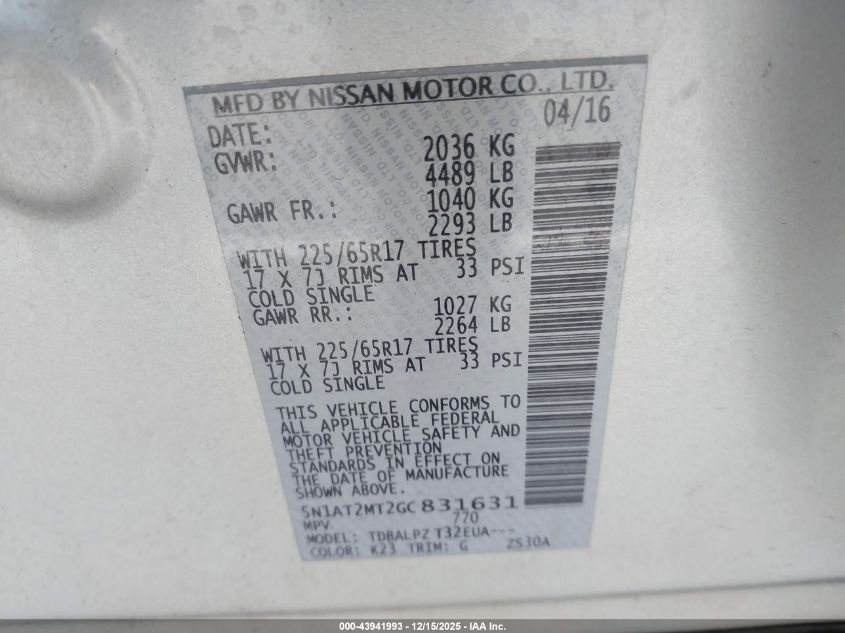 MFD BY NISSAN MOTOR CO., LTD.
DATE: 04/16
GVWR: 2036 KG
4489 LB
GAWR FR.: 1040 KG
2293 LB
WITH 225/65R17 TIRES
17 X 7J RIMS AT 33 PSI
COLD SINGLE
GAWR RR.: 1027 KG
2264 LB
WITH 225/65R17 TIRES
17 X 7J RIMS AT 33 PSI
COLD SINGLE
THIS VEHICLE CONFORMS TO
ALL APPLICABLE FEDERAL
MOTOR VEHICLE SAFETY AND
THEFT PREVENTION
STANDARDS IN EFFECT ON
THE DATE OF MANUFACTURE
SHOWN ABOVE.
5N1AT2MT2GC831631
MPV 770
MODEL: TDBALPZ T32EUA---
COLOR: K23 TRIM: G ZS30A
000-43941993 - 12/15/2025 - IAA Inc.